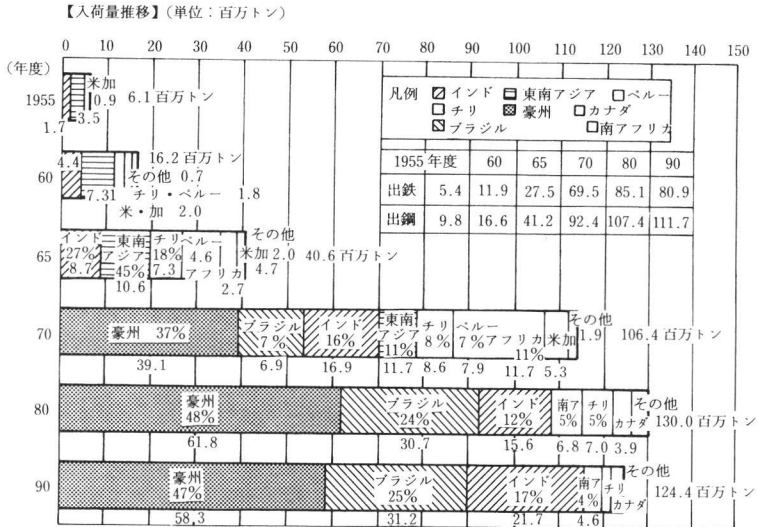 【入荷量推移】(単位：百万トン)
0 10 20 30 40 50 60 70 80 90 100 110 120 130 140 150
(年度)
凡例 インド 東南アジア ペルー
チリ 豪州 カナダ
ブラジル 南アフリカ
1955 米加 0.9 6.1百万トン
1.7 3.5
1955年度 60 65 70 80 90
出鉄 5.4 11.9 27.5 69.5 85.1 80.9
出鋼 9.8 16.6 41.2 92.4 107.4 111.7
60 4.4 16.2百万トン
その他 0.7
7.31 チリ・ペルー 1.8
米・加 2.0
65 インド 27% 8.7 東南アジア 45% 10.6 チリ 18% 7.3 ペルー 4.6 アフリカ 2.7 その他 米加 2.0 4.7 40.6百万トン
70 豪州 37% ブラジル 7% インド 16% 東南アジア 11% チリ 8% ペルー 7% アフリカ 11% 米加 その他 1.9 106.4百万トン
39.1 6.9 16.9 11.7 8.6 7.9 11.7 5.3
80 豪州 48% ブラジル 24% インド 12% 南ア 5% チリ 5% カナダ その他 130.0百万トン
61.8 30.7 15.6 6.8 7.0 3.9
90 豪州 47% ブラジル 25% インド 17% 南ア 4% チリ カナダ その他 124.4百万トン
58.3 31.2 21.7 4.6